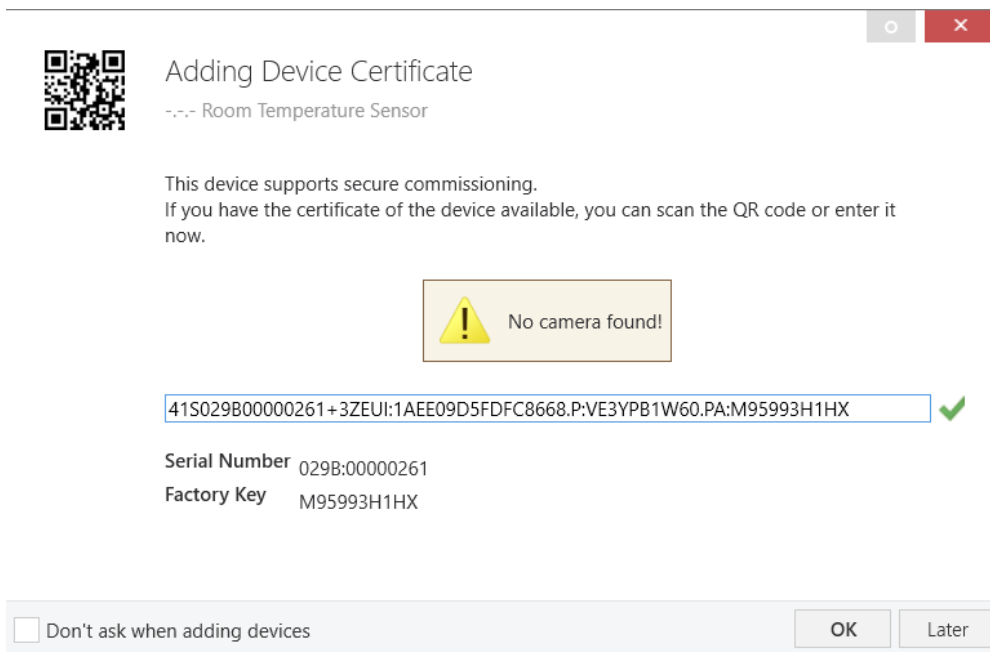 Adding Device Certificate
-.-.- Room Temperature Sensor
This device supports secure commissioning.
If you have the certificate of the device available, you can scan the QR code or enter it
now.
No camera found!
41S029B00000261+3ZEUI:1AEE09D5FDFC8668.P:VE3YPB1W60.PA:M95993H1HX
Serial Number 029B:00000261
Factory Key M95993H1HX
Don't ask when adding devices
OK
Later